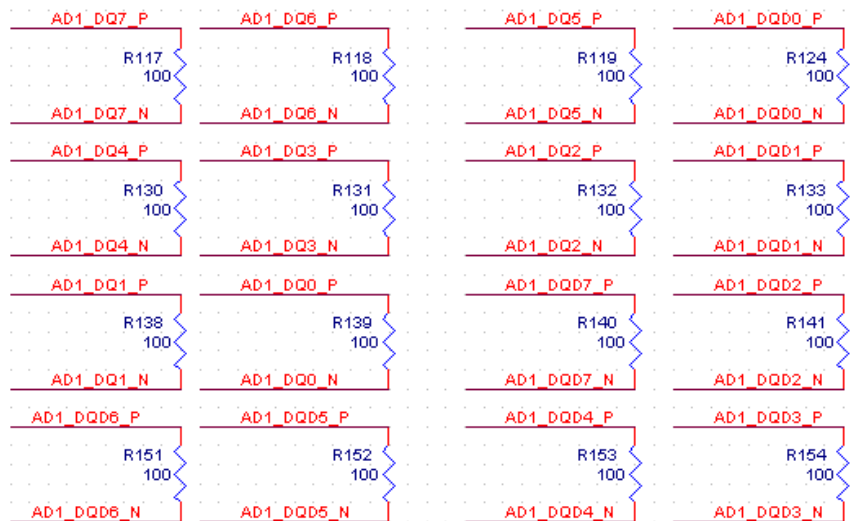 AD1_DQ7_P AD1_DQ6_P AD1_DQ5_P AD1_DQD0_P
R117 R118 R119 R124
100 100 100 100
AD1_DQ7_N AD1_DQ6_N AD1_DQ5_N AD1_DQD0_N
AD1_DQ4_P AD1_DQ3_P AD1_DQ2_P AD1_DQD1_P
R130 R131 R132 R133
100 100 100 100
AD1_DQ4_N AD1_DQ3_N AD1_DQ2_N AD1_DQD1_N
AD1_DQ1_P AD1_DQ0_P AD1_DQD7_P AD1_DQD2_P
R138 R139 R140 R141
100 100 100 100
AD1_DQ1_N AD1_DQ0_N AD1_DQD7_N AD1_DQD2_N
AD1_DQD6_P AD1_DQD5_P AD1_DQD4_P AD1_DQD3_P
R151 R152 R153 R154
100 100 100 100
AD1_DQD6_N AD1_DQD5_N AD1_DQD4_N AD1_DQD3_N